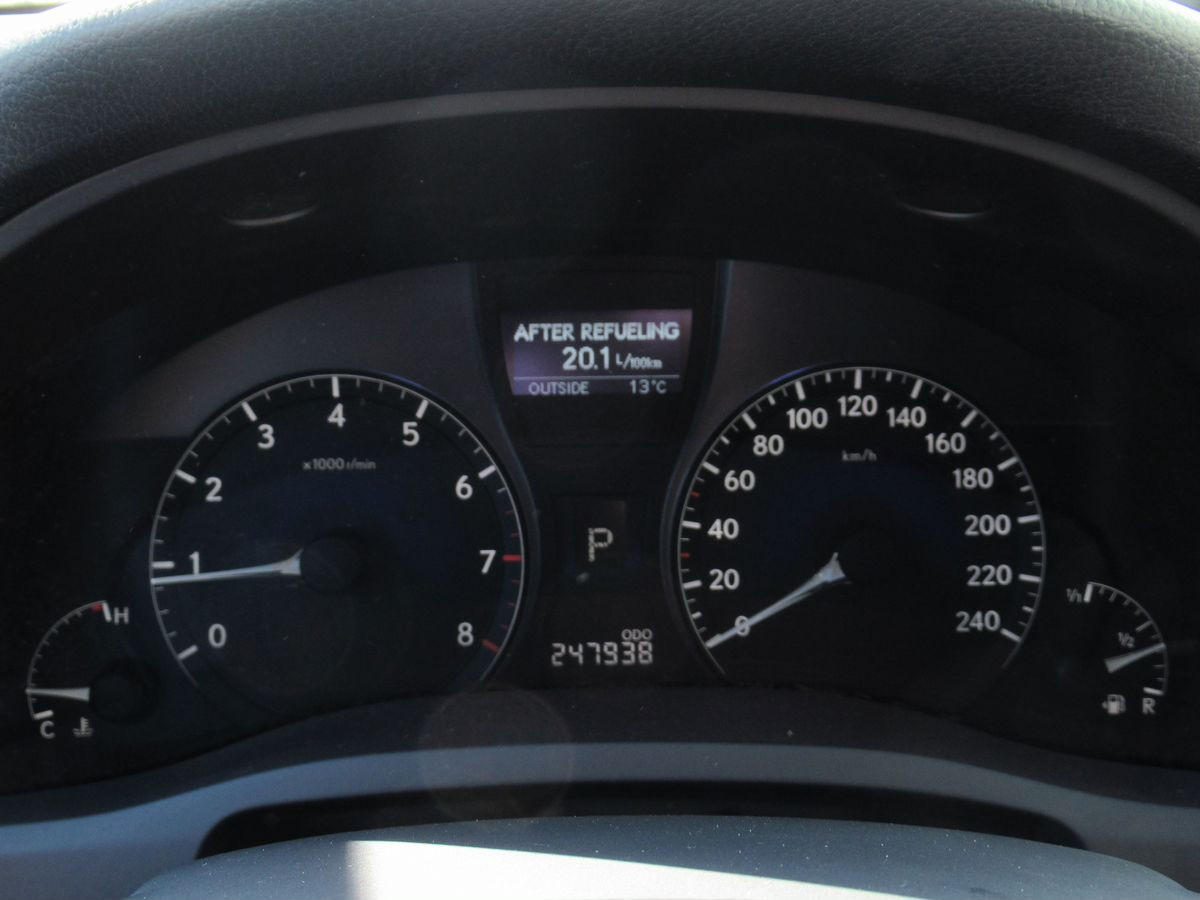 AFTER REFUELING
20.1 L/100km
OUTSIDE 13°C
0 1 2 3 4 5 6 7 8
x1000 r/min
0 20 40 60 80 100 120 140 160 180 200 220 240
km/h
P
ODO
247938
H
C
1/1
1/2
R